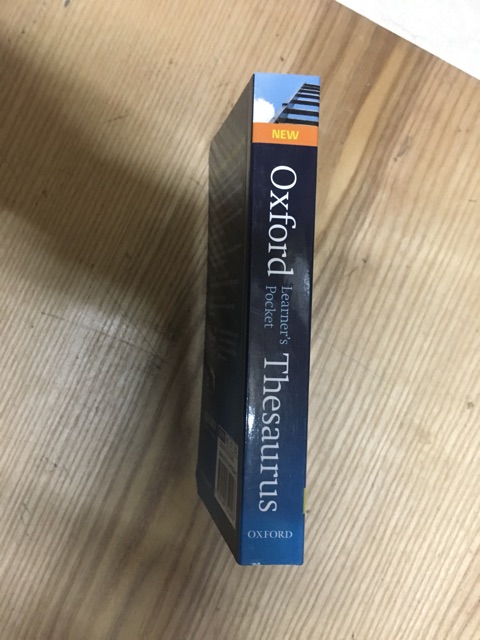 NEW
Oxford
Learner's
Pocket
Thesaurus
OXFORD